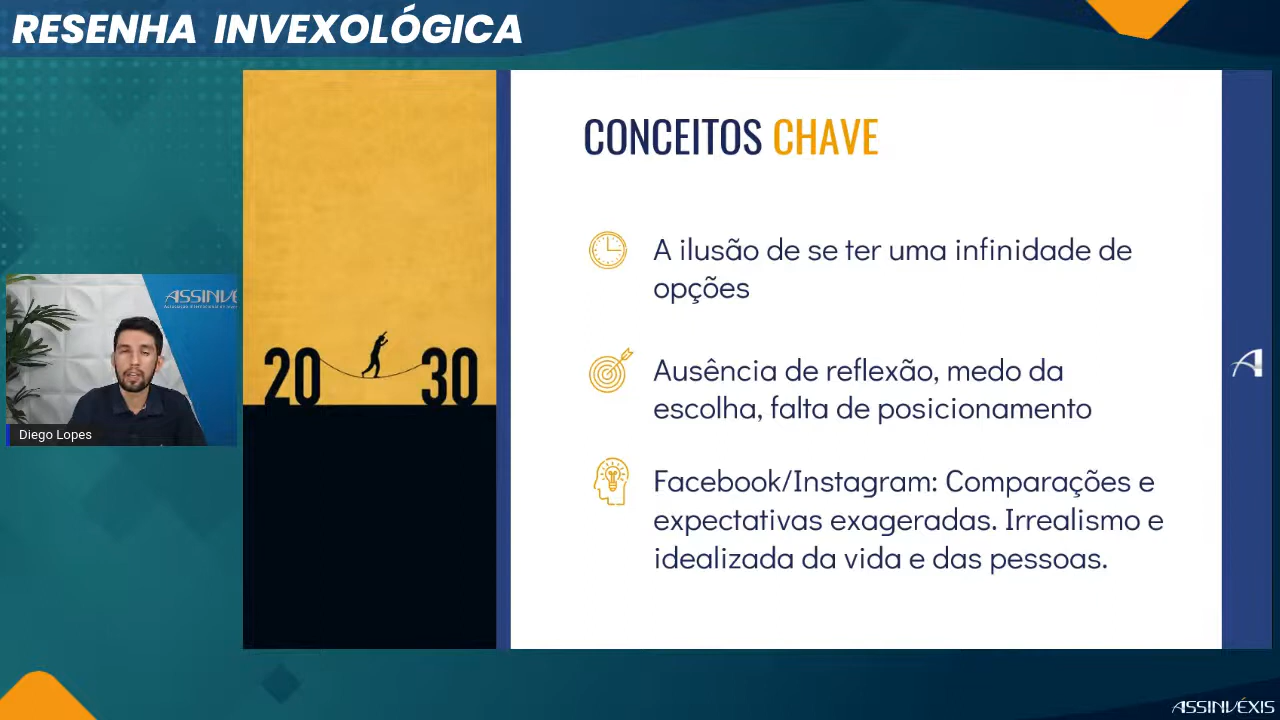 RESENHA INVEXOLÓGICA
CONCEITOS CHAVE
A ilusão de se ter uma infinidade de
opções
20 30
Ausência de reflexão, medo da
escolha, falta de posicionamento
Facebook/Instagram: Comparações e
expectativas exageradas. Irrealismo e
idealizada da vida e das pessoas.
ASSINVÉ
Diego Lopes
ASSINVÉXIS